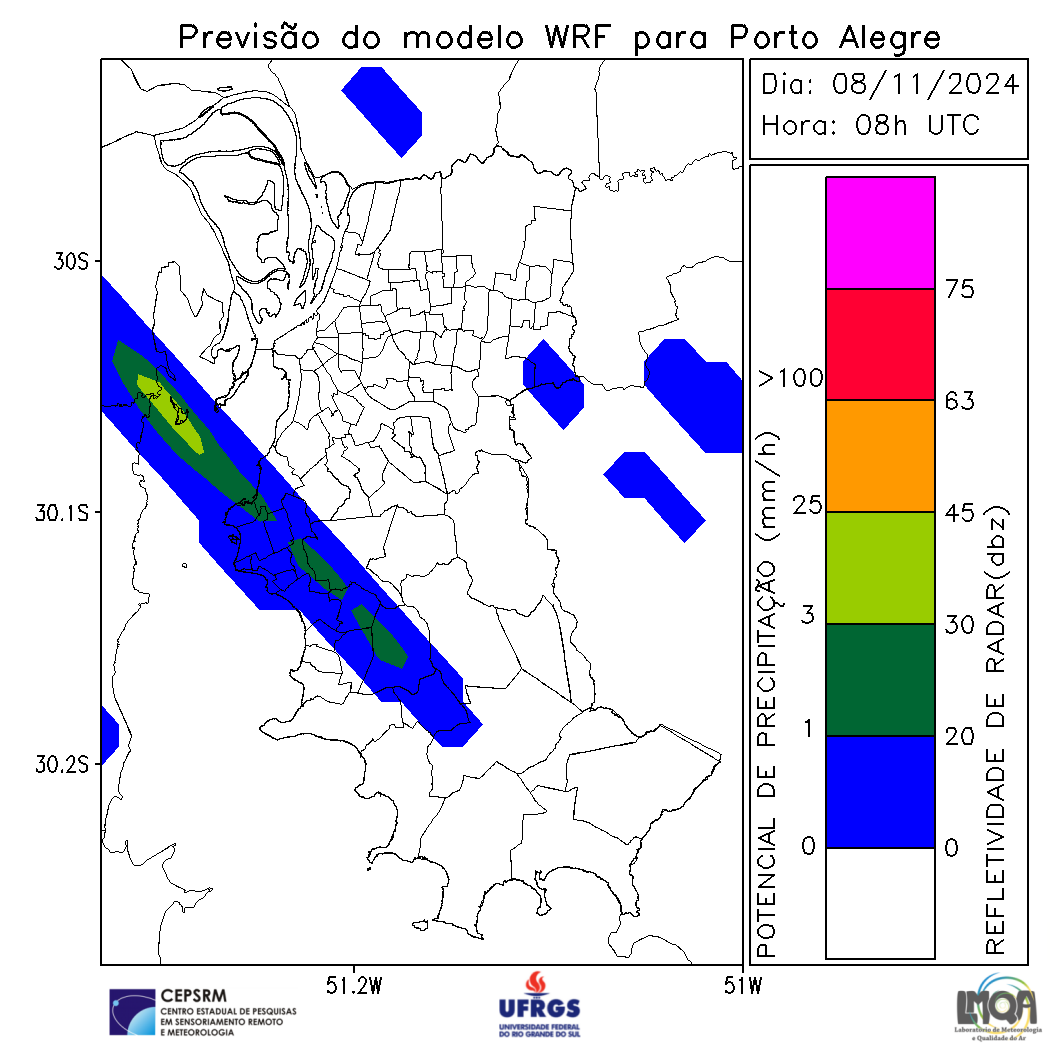 Previsão do modelo WRF para Porto Alegre
Dia: 08/11/2024
Hora: 08h UTC
30S
30.1S
30.2S
51.2W
51W
POTENCIAL DE PRECIPITAÇÃO (mm/h)
>100
25
3
1
0
75
63
45
30
20
0
REFLETIVIDADE DE RADAR(dbz)
CEPSRM
CENTRO ESTADUAL DE PESQUISAS
EM SENSORIAMENTO REMOTO
E METEOROLOGIA
UFRGS
UNIVERSIDADE FEDERAL
DO RIO GRANDE DO SUL
LMQA
Laboratório de Meteorologia
e Qualidade do Ar